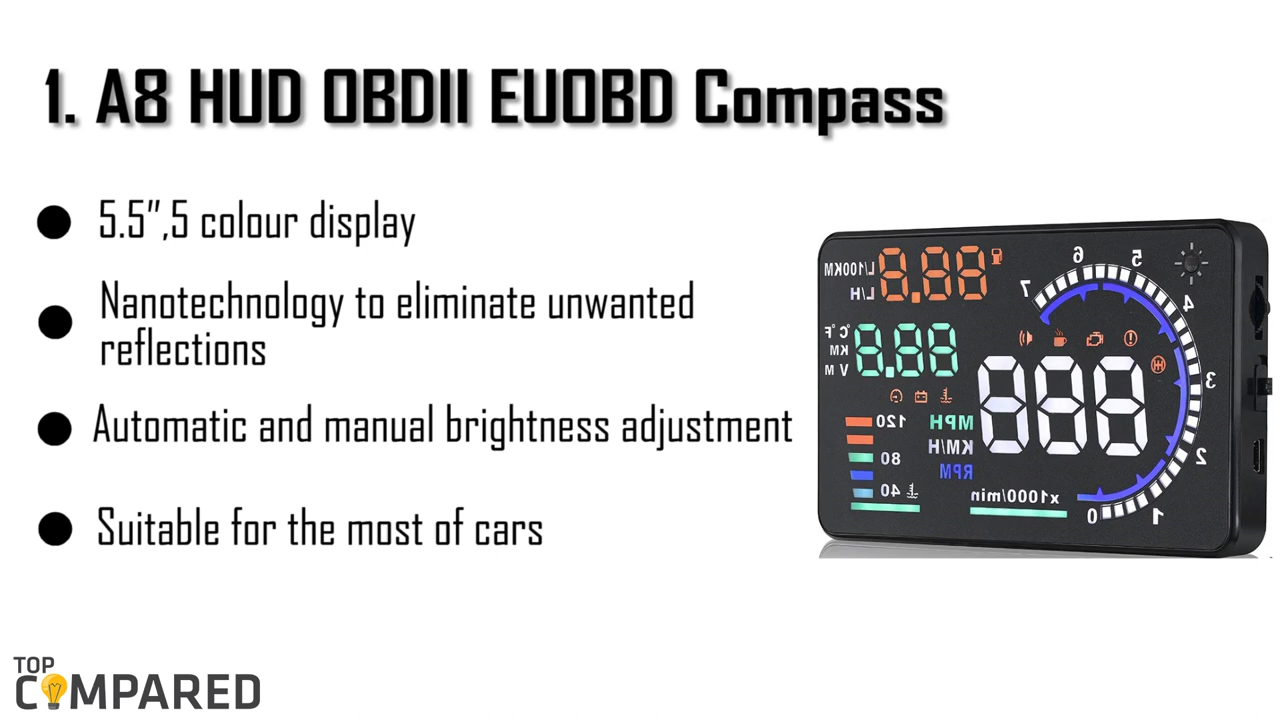 1. A8 HUD OBDII EUOBD Compass
5.5",5 colour display
Nanotechnology to eliminate unwanted
reflections
Automatic and manual brightness adjustment
Suitable for the most of cars
L/100KM
L/H
8.88
°C °F
KM
V M
8.88
888
MPH
KM/H
RPM
120
80
40
x1000/min
0
1
2
3
4
5
6
7
TOP
COMPARED